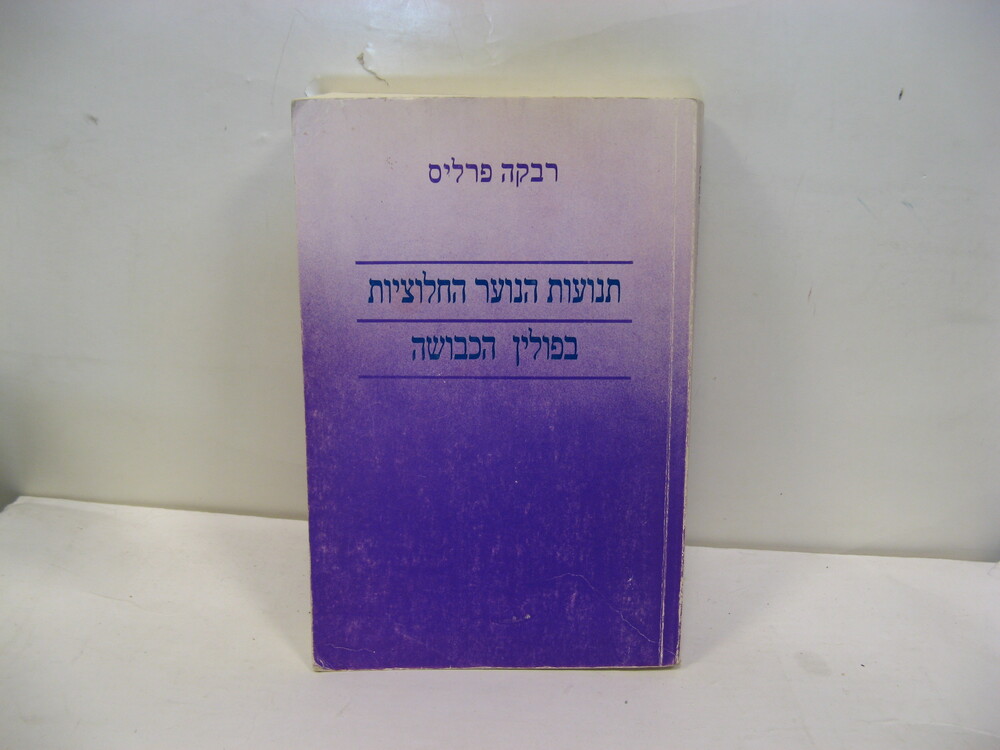 רבקה פרליס
תנועות הנוער החלוציות
בפולין הכבושה